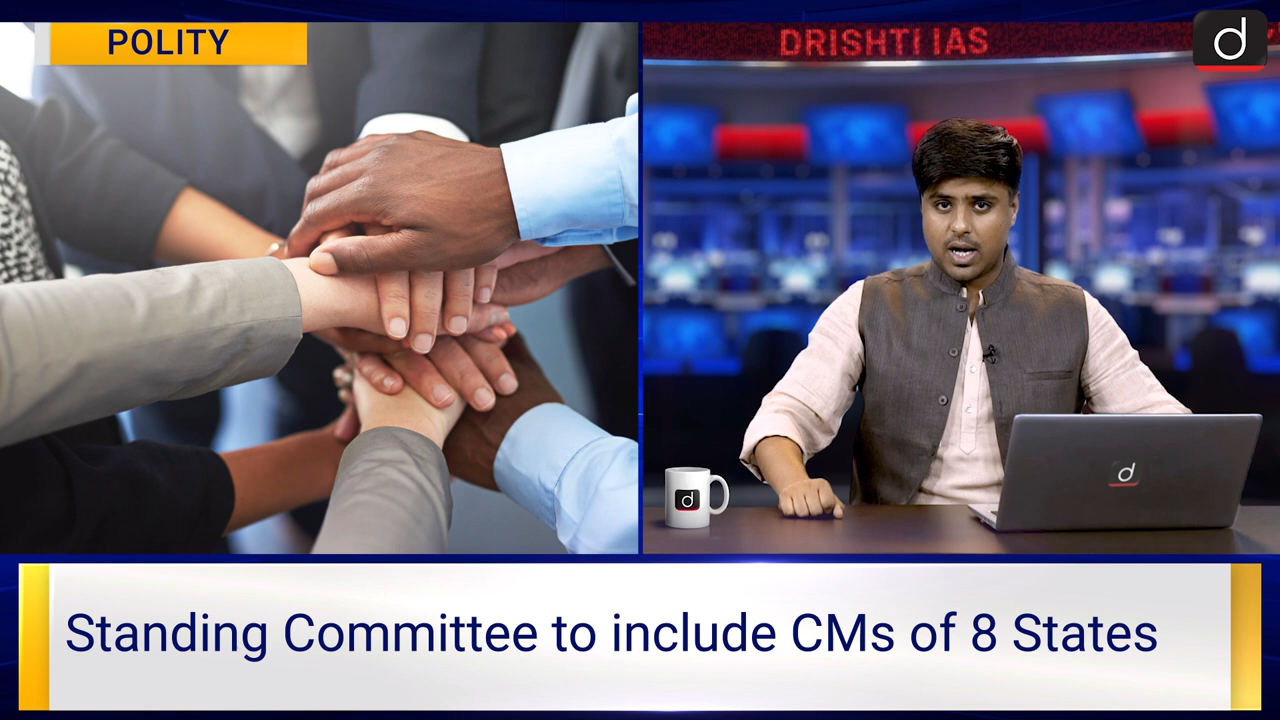 POLITY
DRISHTI IAS
d
d
d
Standing Committee to include CMs of 8 States